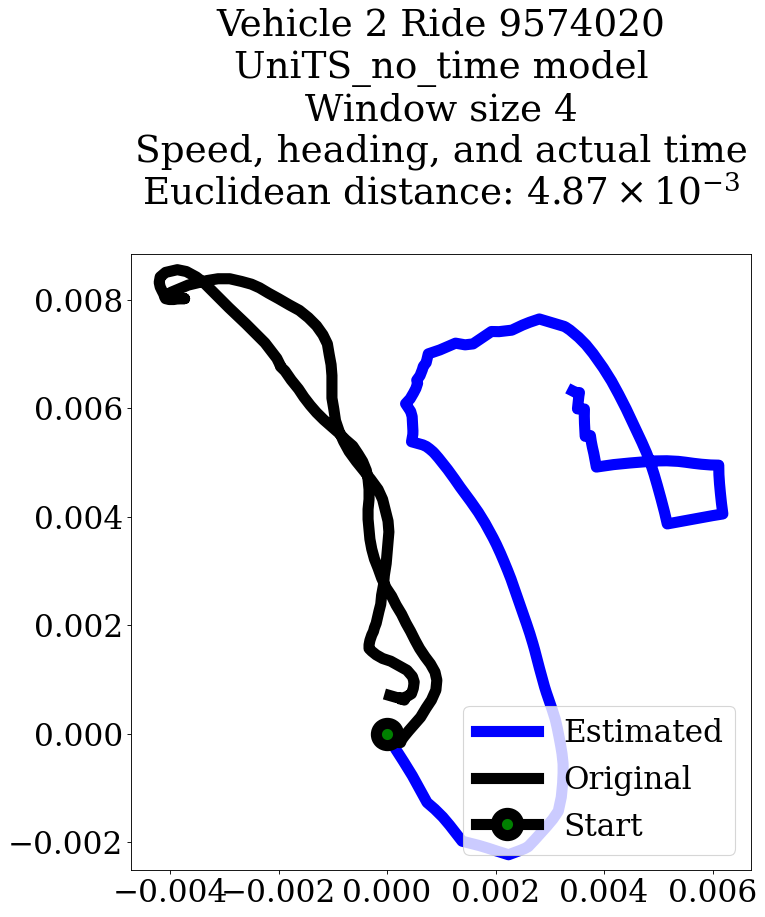 Vehicle 2 Ride 9574020
UniTS_no_time model
Window size 4
Speed, heading, and actual time
Euclidean distance: 4.87 × 10⁻³
0.008
0.006
0.004
0.002
0.000
−0.002
−0.004 −0.002 0.000 0.002 0.004 0.006
Estimated
Original
Start